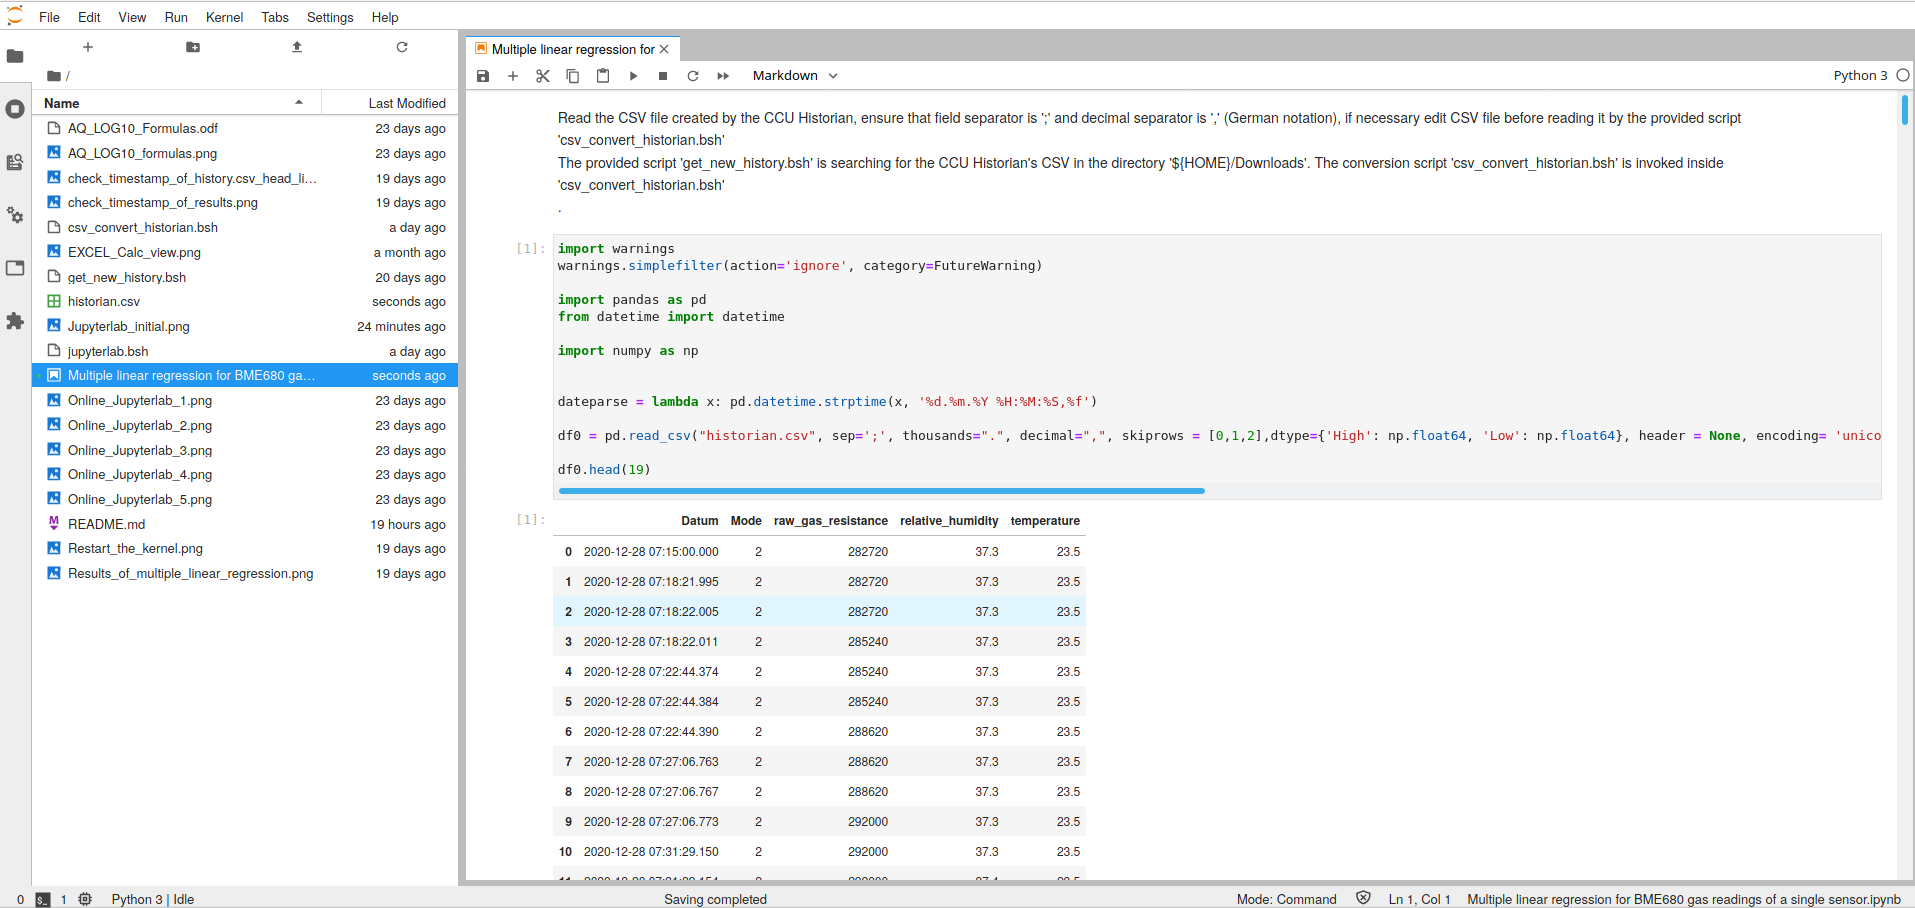 File Edit View Run Kernel Tabs Settings Help
/
Name Last Modified
AQ_LOG10_Formulas.odf 23 days ago
AQ_LOG10_formulas.png 23 days ago
check_timestamp_of_history.csv_head_li... 19 days ago
check_timestamp_of_results.png 19 days ago
csv_convert_historian.bsh a day ago
EXCEL_Calc_view.png a month ago
get_new_history.bsh 20 days ago
historian.csv seconds ago
Jupyterlab_initial.png 24 minutes ago
jupyterlab.bsh a day ago
Multiple linear regression for BME680 ga... seconds ago
Online_Jupyterlab_1.png 23 days ago
Online_Jupyterlab_2.png 23 days ago
Online_Jupyterlab_3.png 23 days ago
Online_Jupyterlab_4.png 23 days ago
Online_Jupyterlab_5.png 23 days ago
README.md 19 hours ago
Restart_the_kernel.png 19 days ago
Results_of_multiple_linear_regression.png 19 days ago
Multiple linear regression for
Markdown Python 3
Read the CSV file created by the CCU Historian, ensure that field separator is ';' and decimal separator is ',' (German notation), if necessary edit CSV file before reading it by the provided script
'csv_convert_historian.bsh'
The provided script 'get_new_history.bsh' is searching for the CCU Historian's CSV in the directory '${HOME}/Downloads'. The conversion script 'csv_convert_historian.bsh' is invoked inside
'csv_convert_historian.bsh'
.
[1]: import warnings
warnings.simplefilter(action='ignore', category=FutureWarning)
import pandas as pd
from datetime import datetime
import numpy as np
dateparse = lambda x: pd.datetime.strptime(x, '%d.%m.%Y %H:%M:%S,%f')
df0 = pd.read_csv("historian.csv", sep=';', thousands=".", decimal=",", skiprows = [0,1,2],dtype={'High': np.float64, 'Low': np.float64}, header = None, encoding= 'unico
df0.head(19)
[1]: Datum Mode raw_gas_resistance relative_humidity temperature
0 2020-12-28 07:15:00.000 2 282720 37.3 23.5
1 2020-12-28 07:18:21.995 2 282720 37.3 23.5
2 2020-12-28 07:18:22.005 2 282720 37.3 23.5
3 2020-12-28 07:18:22.011 2 285240 37.3 23.5
4 2020-12-28 07:22:44.374 2 285240 37.3 23.5
5 2020-12-28 07:22:44.384 2 285240 37.3 23.5
6 2020-12-28 07:22:44.390 2 288620 37.3 23.5
7 2020-12-28 07:27:06.763 2 288620 37.3 23.5
8 2020-12-28 07:27:06.767 2 288620 37.3 23.5
9 2020-12-28 07:27:06.773 2 292000 37.3 23.5
10 2020-12-28 07:31:29.150 2 292000 37.3 23.5
0 1 Python 3 | Idle Saving completed Mode: Command Ln 1, Col 1 Multiple linear regression for BME680 gas readings of a single sensor.ipynb